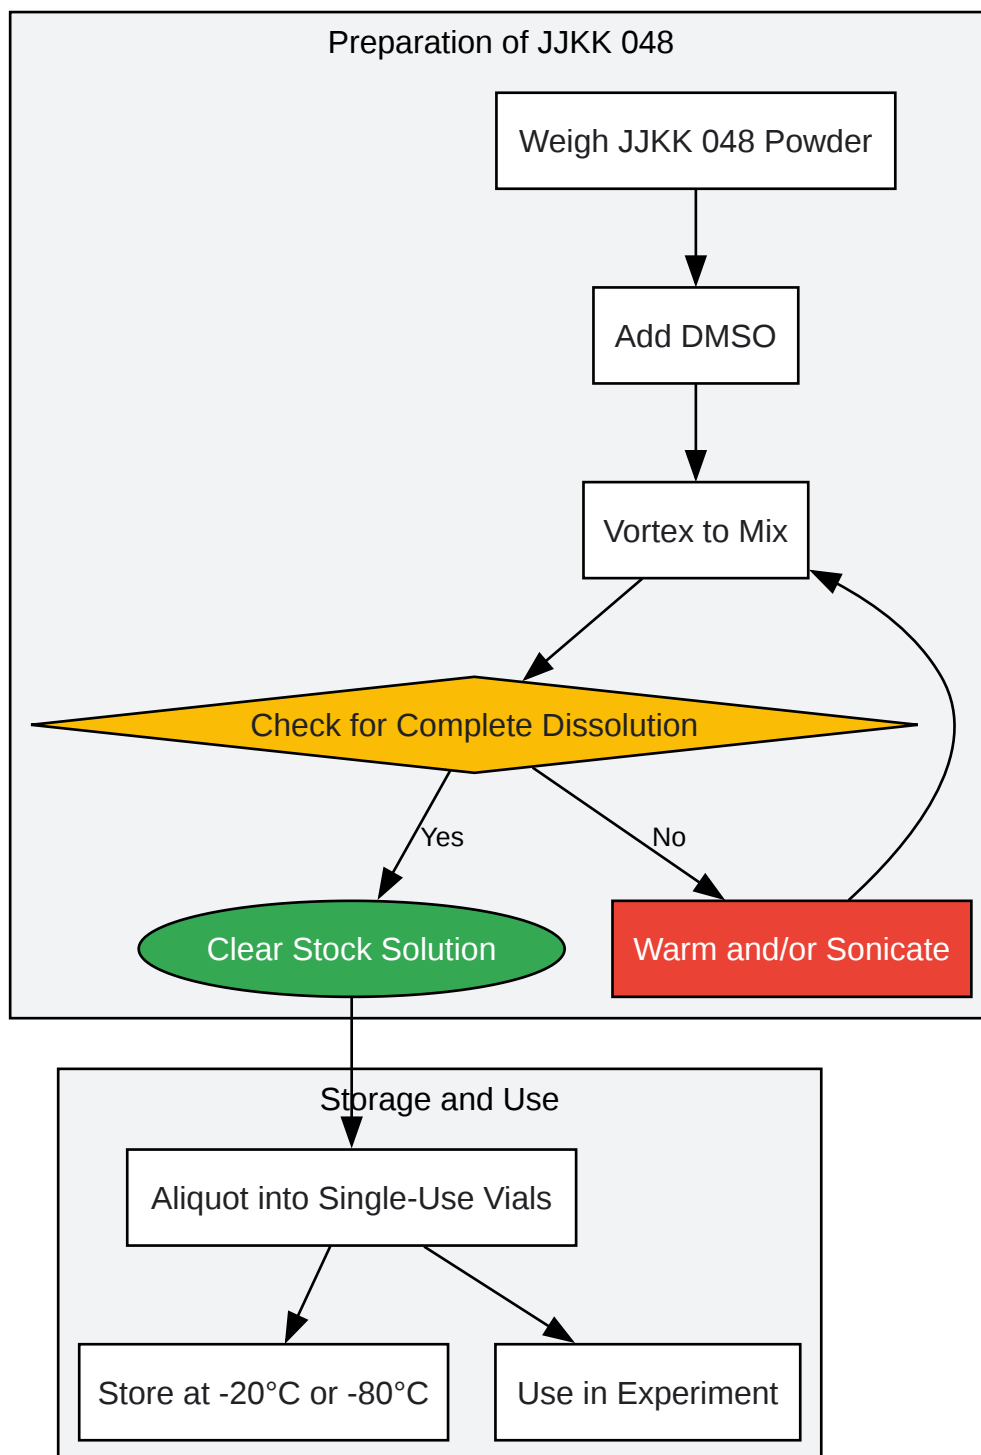 Preparation of JJKK 048
Weigh JJKK 048 Powder
Add DMSO
Vortex to Mix
Check for Complete Dissolution
Yes
No
Clear Stock Solution
Warm and/or Sonicate
Storage and Use
Aliquot into Single-Use Vials
Store at -20°C or -80°C
Use in Experiment